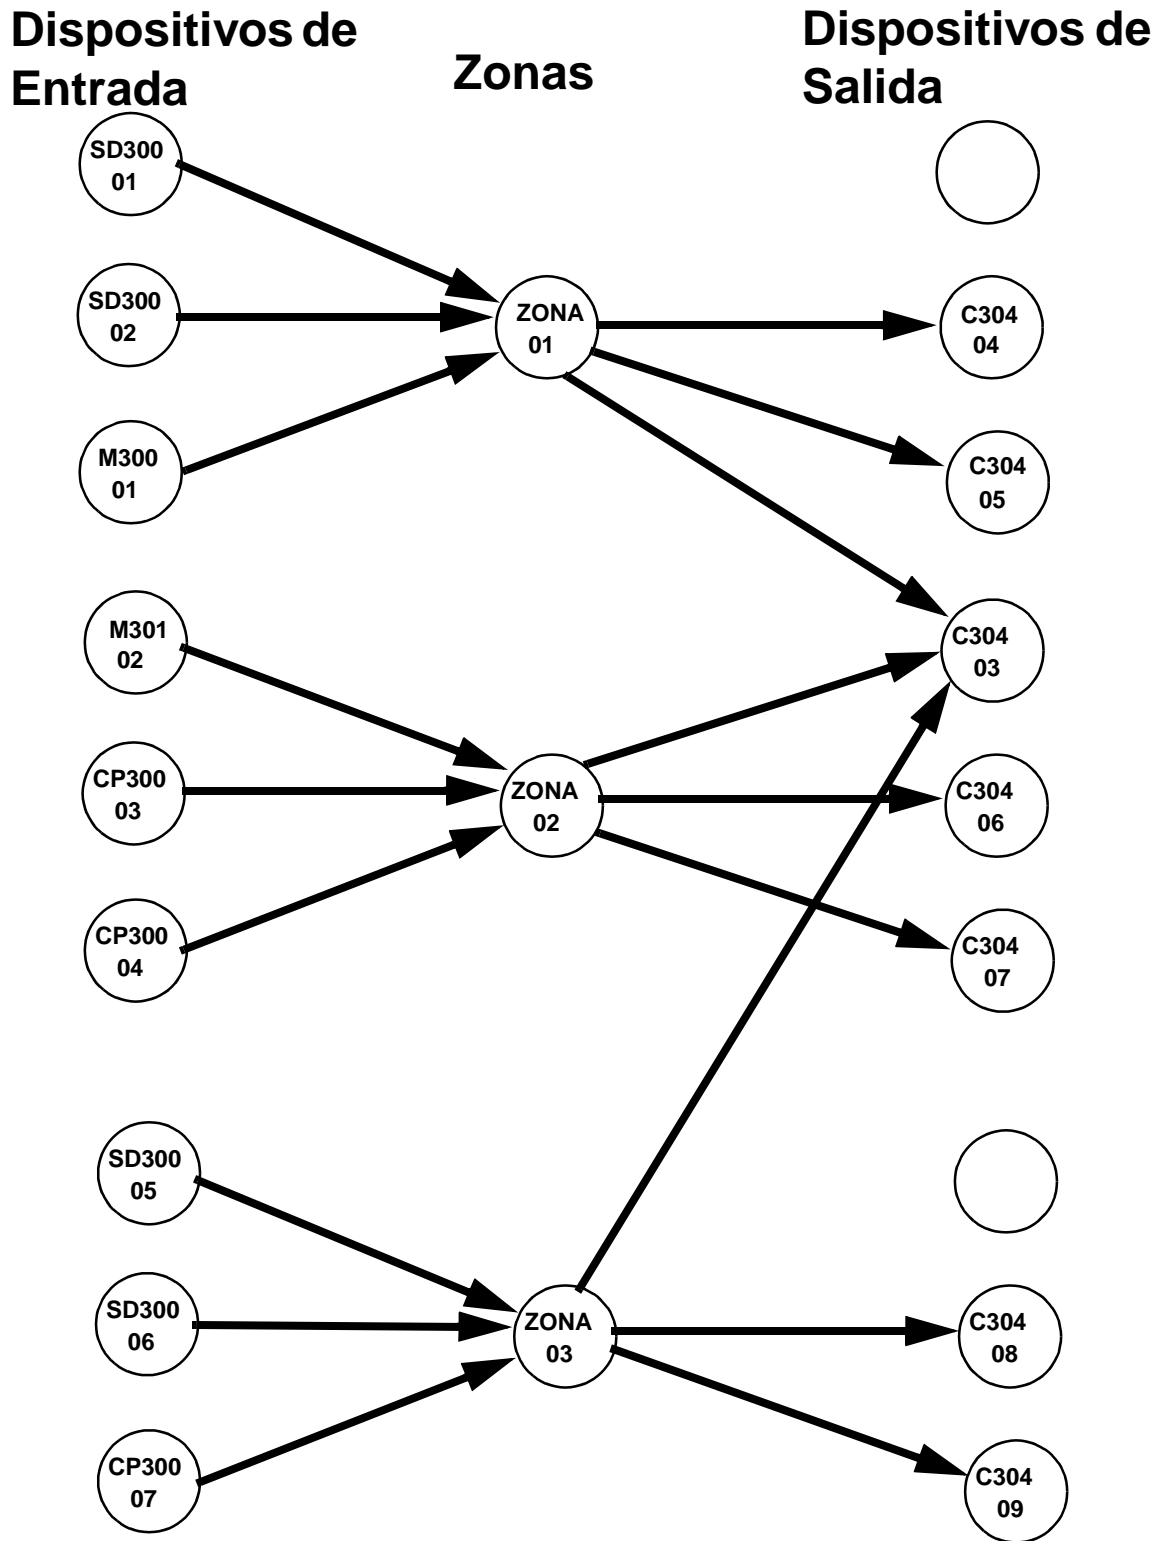 Dispositivos de
Entrada
Zonas
Dispositivos de
Salida
SD300
01
SD300
02
M300
01
ZONA
01
C304
04
C304
05
M301
02
CP300
03
CP300
04
ZONA
02
C304
03
C304
06
C304
07
SD300
05
SD300
06
CP300
07
ZONA
03
C304
08
C304
09